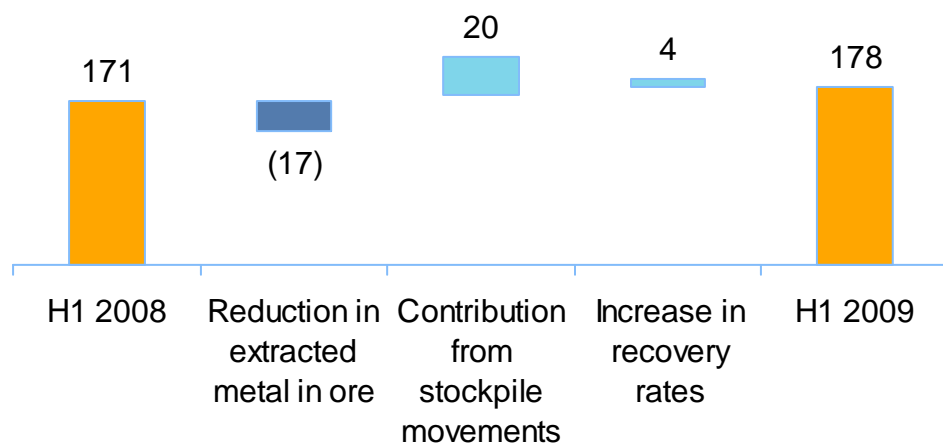 20
4
171
178
(17)
H1 2008
Reduction in
extracted
metal in ore
Contribution
from
stockpile
movements
Increase in
recovery
rates
H1 2009